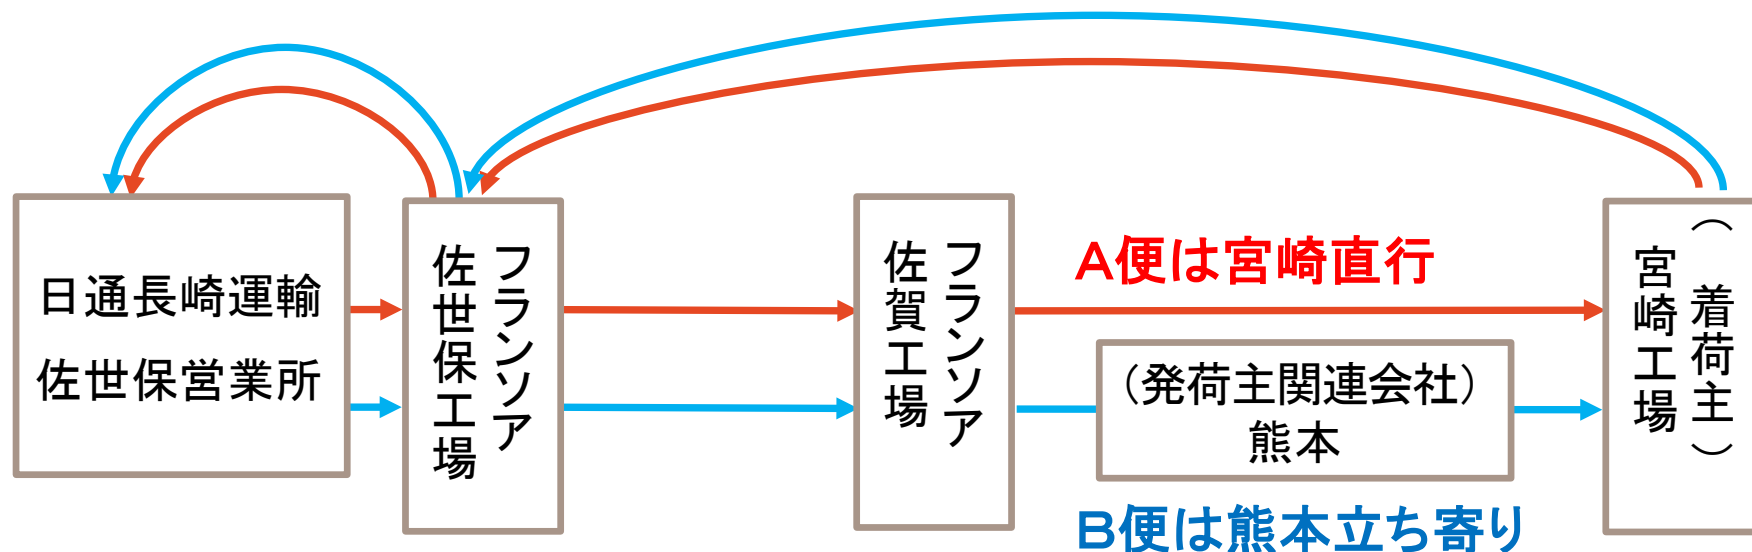 日通長崎運輸
佐世保営業所
フランソア
佐世保工場
フランソア
佐賀工場
A便は宮崎直行
（発荷主関連会社）
熊本
B便は熊本立ち寄り
（着荷主）
宮崎工場